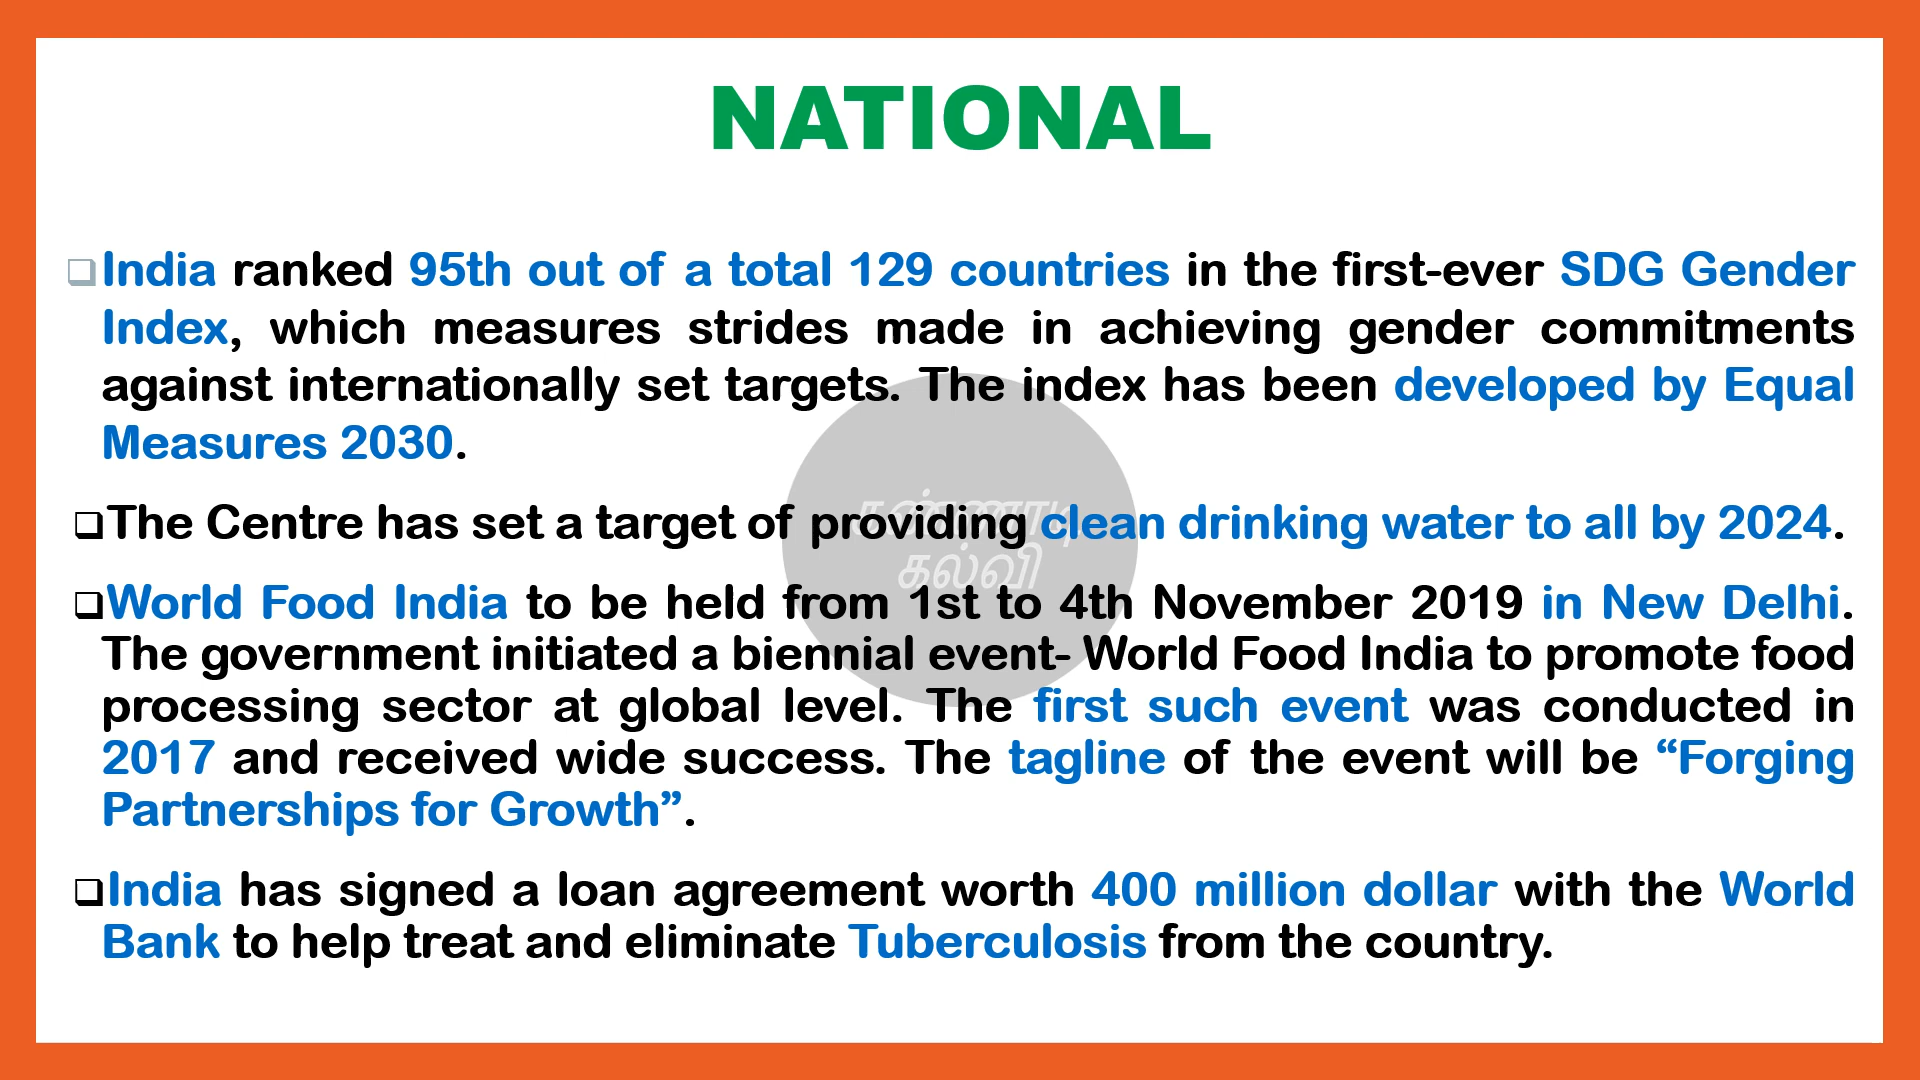 NATIONAL
❑India ranked 95th out of a total 129 countries in the first-ever SDG Gender
Index, which measures strides made in achieving gender commitments
against internationally set targets. The index has been developed by Equal
Measures 2030.
❑The Centre has set a target of providing clean drinking water to all by 2024.
கண்ணாடி
கல்வி
❑World Food India to be held from 1st to 4th November 2019 in New Delhi.
The government initiated a biennial event- World Food India to promote food
processing sector at global level. The first such event was conducted in
2017 and received wide success. The tagline of the event will be “Forging
Partnerships for Growth”.
❑India has signed a loan agreement worth 400 million dollar with the World
Bank to help treat and eliminate Tuberculosis from the country.